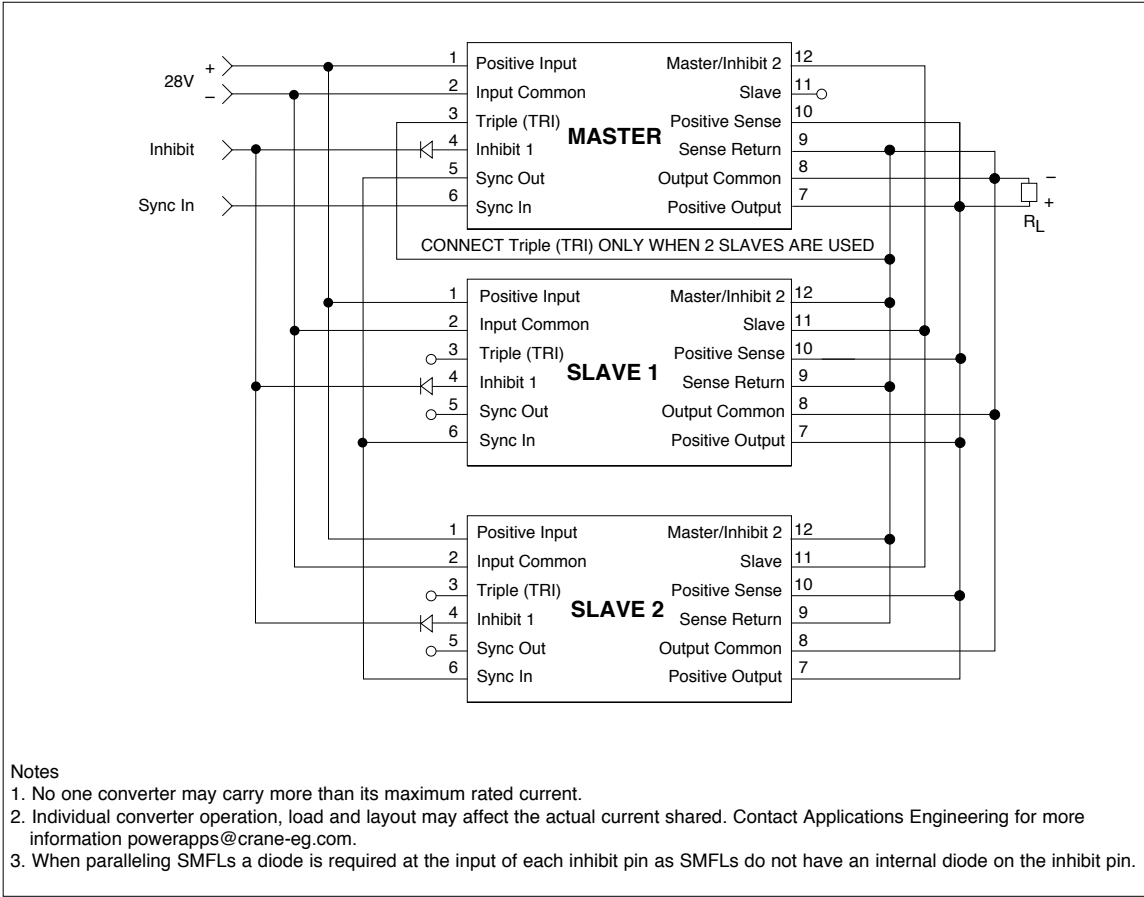 28V
+
−
Inhibit
Sync In
1 Positive Input Master/Inhibit 2 12
2 Input Common Slave 11
3 Triple (TRI) Positive Sense 10
4 Inhibit 1 MASTER Sense Return 9
5 Sync Out Output Common 8
6 Sync In Positive Output 7
−
+
RL
CONNECT Triple (TRI) ONLY WHEN 2 SLAVES ARE USED
1 Positive Input Master/Inhibit 2 12
2 Input Common Slave 11
3 Triple (TRI) Positive Sense 10
4 Inhibit 1 SLAVE 1 Sense Return 9
5 Sync Out Output Common 8
6 Sync In Positive Output 7
1 Positive Input Master/Inhibit 2 12
2 Input Common Slave 11
3 Triple (TRI) Positive Sense 10
4 Inhibit 1 SLAVE 2 Sense Return 9
5 Sync Out Output Common 8
6 Sync In Positive Output 7
Notes
1. No one converter may carry more than its maximum rated current.
2. Individual converter operation, load and layout may affect the actual current shared. Contact Applications Engineering for more
information powerapps@crane-eg.com.
3. When paralleling SMFLs a diode is required at the input of each inhibit pin as SMFLs do not have an internal diode on the inhibit pin.